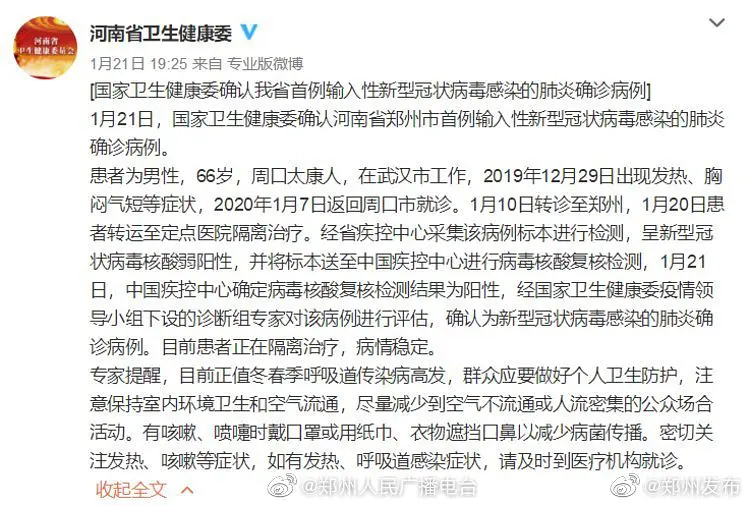 河南省
卫生健康委员会
河南省卫生健康委
1月21日 19:25 来自 专业版微博
[国家卫生健康委确认我省首例输入性新型冠状病毒感染的肺炎确诊病例]
1月21日，国家卫生健康委确认河南省郑州市首例输入性新型冠状病毒感染的肺炎
确诊病例。
患者为男性，66岁，周口太康人，在武汉市工作，2019年12月29日出现发热、胸
闷气短等症状，2020年1月7日返回周口市就诊。1月10日转诊至郑州，1月20日患
者转运至定点医院隔离治疗。经省疾控中心采集该病例标本进行检测，呈新型冠
状病毒核酸弱阳性，并将标本送至中国疾控中心进行病毒核酸复核检测，1月21
日，中国疾控中心确定病毒核酸复核检测结果为阳性，经国家卫生健康委疫情领
导小组下设的诊断组专家对该病例进行评估，确认为新型冠状病毒感染的肺炎确
诊病例。目前患者正在隔离治疗，病情稳定。
专家提醒，目前正值冬春季呼吸道传染病高发，群众应要做好个人卫生防护，注
意保持室内环境卫生和空气流通，尽量减少到空气不流通或人流密集的公众场合
活动。有咳嗽、喷嚏时戴口罩或用纸巾、衣物遮挡口鼻以减少病菌传播。密切关
注发热、咳嗽等症状，如有发热、呼吸道感染症状，请及时到医疗机构就诊。
收起全文
@郑州人民广播电台
@郑州发布